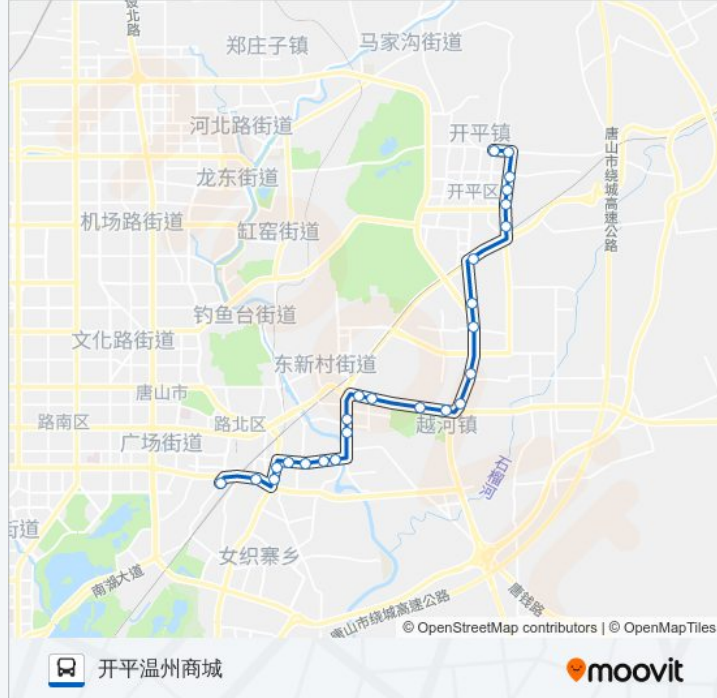 马家沟街道
郑庄子镇
河北路街道
开平镇
唐山市绕城高速公路
龙东街道
开平区
机场路街道
缸窑街道
钓鱼台街道
文化路街道
东新村街道
唐山市
路南区
路北区
广场街道
越河镇
石榴河
街道
女织寨乡
南湖大道
唐钱路
唐山市绕城高速公路
© OpenStreetMap contributors | © OpenMapTiles
开平温州商城
moovit